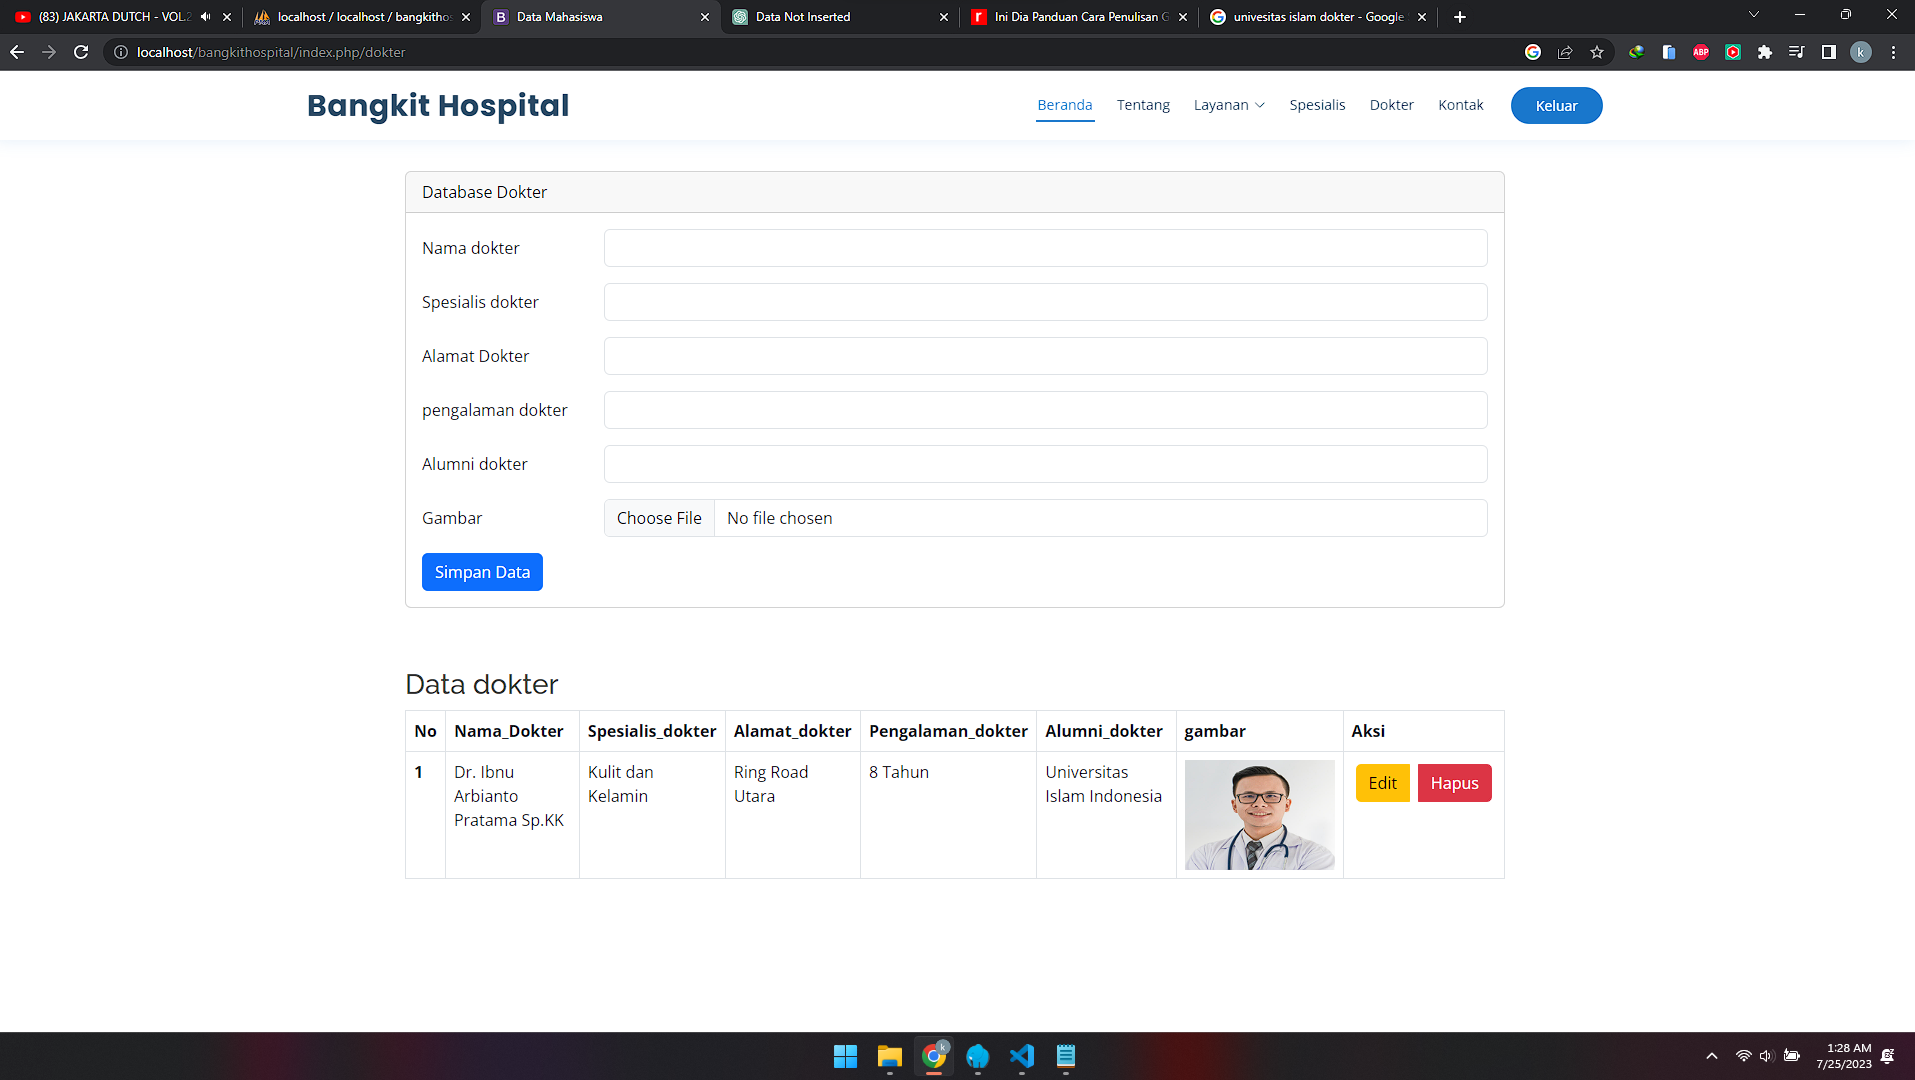 (83) JAKARTA DUTCH - VOL.2
localhost / localhost / bangkithos
Data Mahasiswa
Data Not Inserted
Ini Dia Panduan Cara Penulisan G
univesitas islam dokter - Google
localhost/bangkithospital/index.php/dokter
Bangkit Hospital
Beranda
Tentang
Layanan
Spesialis
Dokter
Kontak
Keluar
Database Dokter
Nama dokter
Spesialis dokter
Alamat Dokter
pengalaman dokter
Alumni dokter
Gambar
Choose File
No file chosen
Simpan Data
Data dokter
No Nama_Dokter Spesialis_dokter Alamat_dokter Pengalaman_dokter Alumni_dokter gambar Aksi
1 Dr. Ibnu Kulit dan Ring Road 8 Tahun Universitas Edit Hapus
Arbianto Kelamin Utara Islam Indonesia
Pratama Sp.KK
1:28 AM
7/25/2023